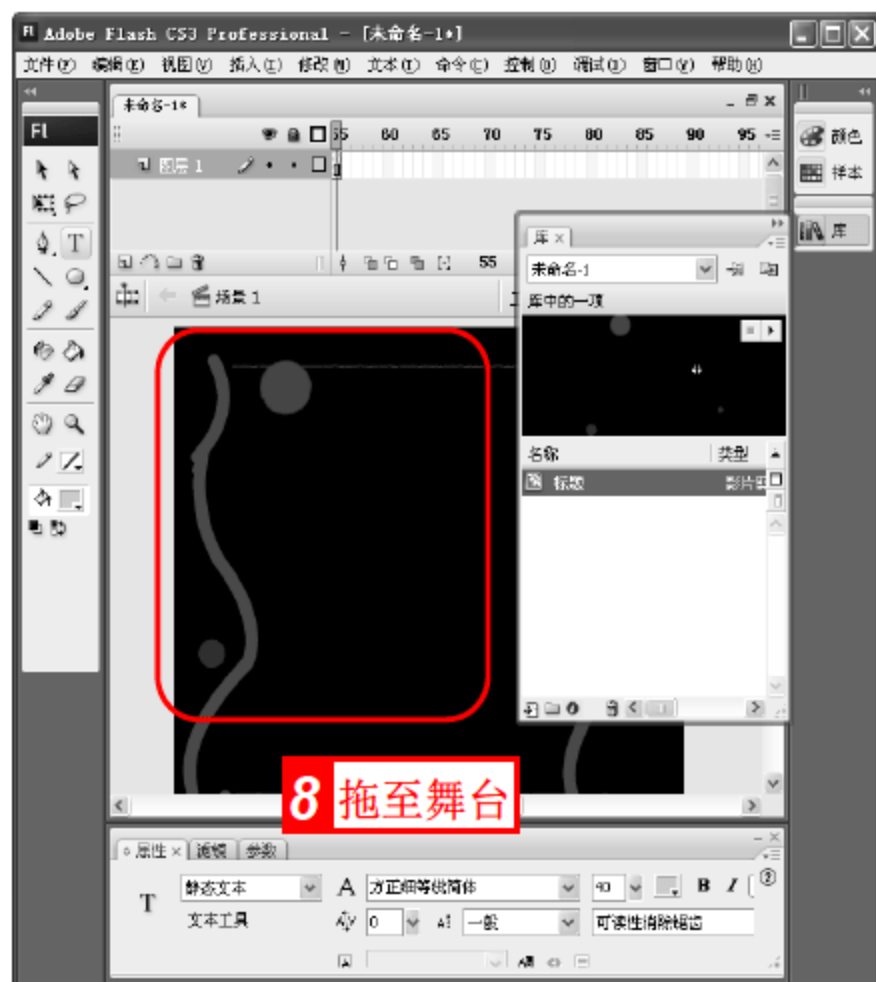 Adobe Flash CS3 Professional - [未命名-1*]
文件(F) 编辑(E) 视图(V) 插入(I) 修改(M) 文本(T) 命令(C) 控制(O) 调试(D) 窗口(W) 帮助(H)
未命名-1*
Fl
55 60 65 70 75 80 85 90 95
图层 1
55
场景 1
颜色
样本
库
库
未命名-1
库中的一项
名称 类型
标题 影片剪
8 拖至舞台
属性 滤镜 参数
T 静态文本 A 方正细等线简体 40 B I
文本工具 0 一般 可读性消除锯齿